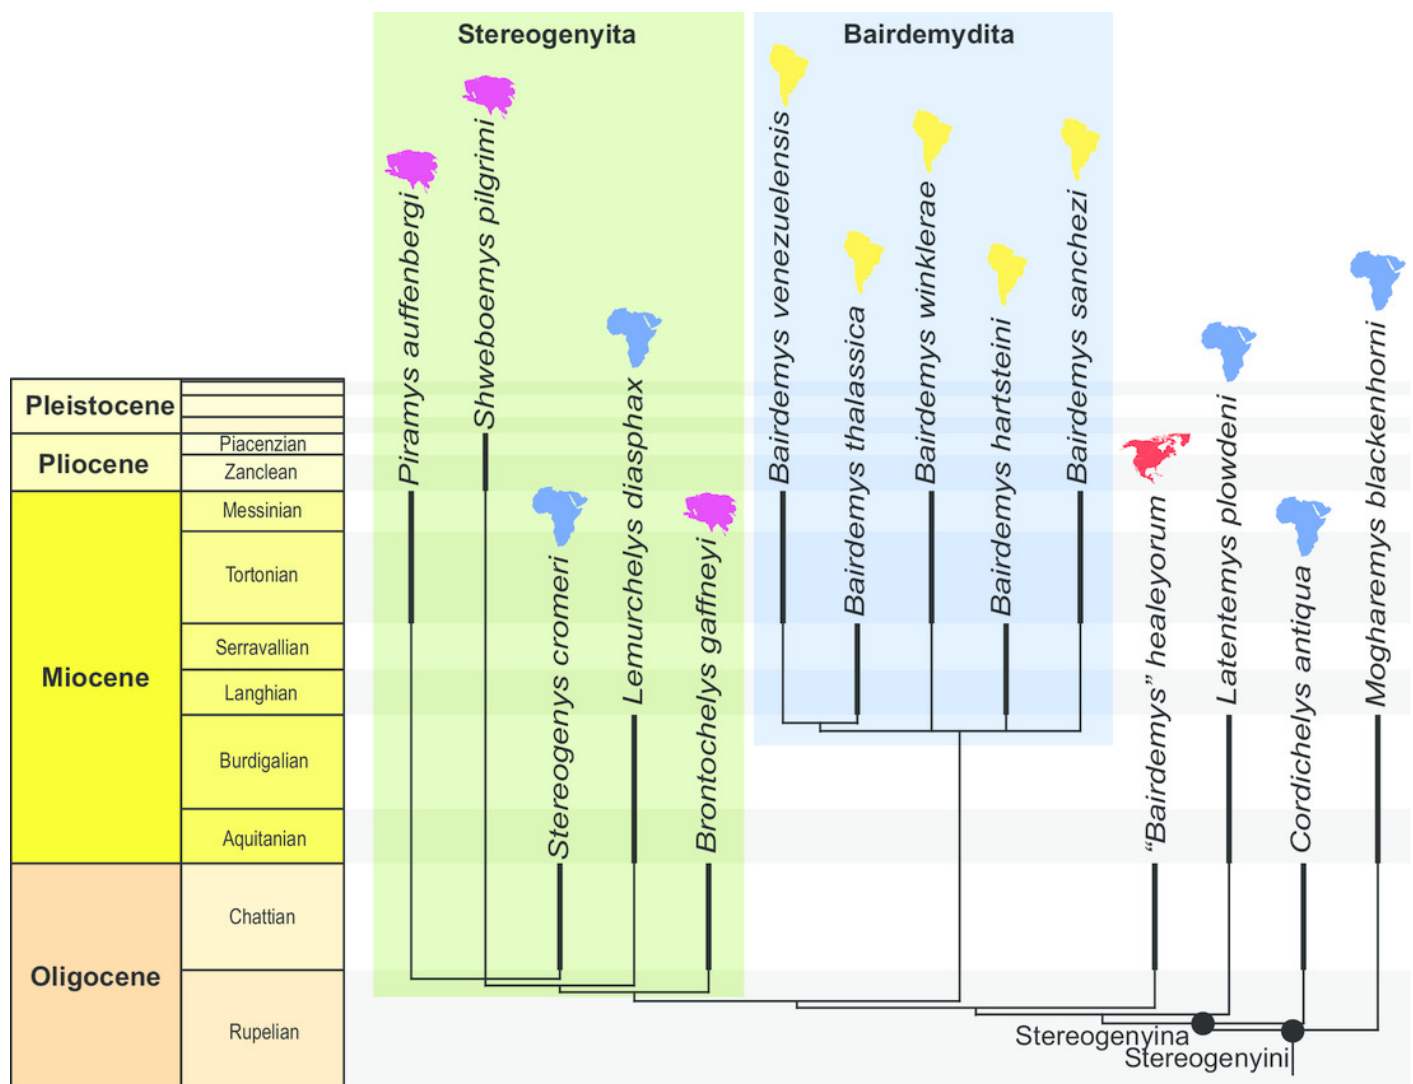 Stereogenyita
Bairdemydita
Piramys auffenbergi
Shweboemys pilgrimi
Stereogenys cromeri
Lemurchelys diasphax
Brontochelys gaffneyi
Bairdemys venezuelensis
Bairdemys thalassica
Bairdemys winklerae
Bairdemys hartsteini
Bairdemys sanchezi
“Bairdemys” healeyorum
Latentemys plowdeni
Cordichelys antiqua
Mogharemys blackenhorni
Pleistocene
Pliocene
Piacenzian
Zanclean
Miocene
Messinian
Tortonian
Serravallian
Langhian
Burdigalian
Aquitanian
Oligocene
Chattian
Rupelian
Stereogenyina
Stereogenyini